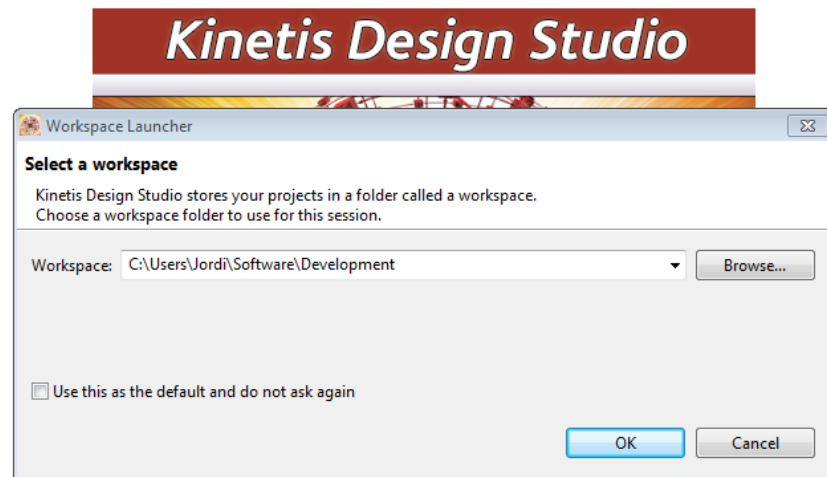 Kinetis Design Studio
Workspace Launcher
Select a workspace
Kinetis Design Studio stores your projects in a folder called a workspace.
Choose a workspace folder to use for this session.
Workspace: C:\Users\Jordi\Software\Development Browse...
Use this as the default and do not ask again
OK Cancel